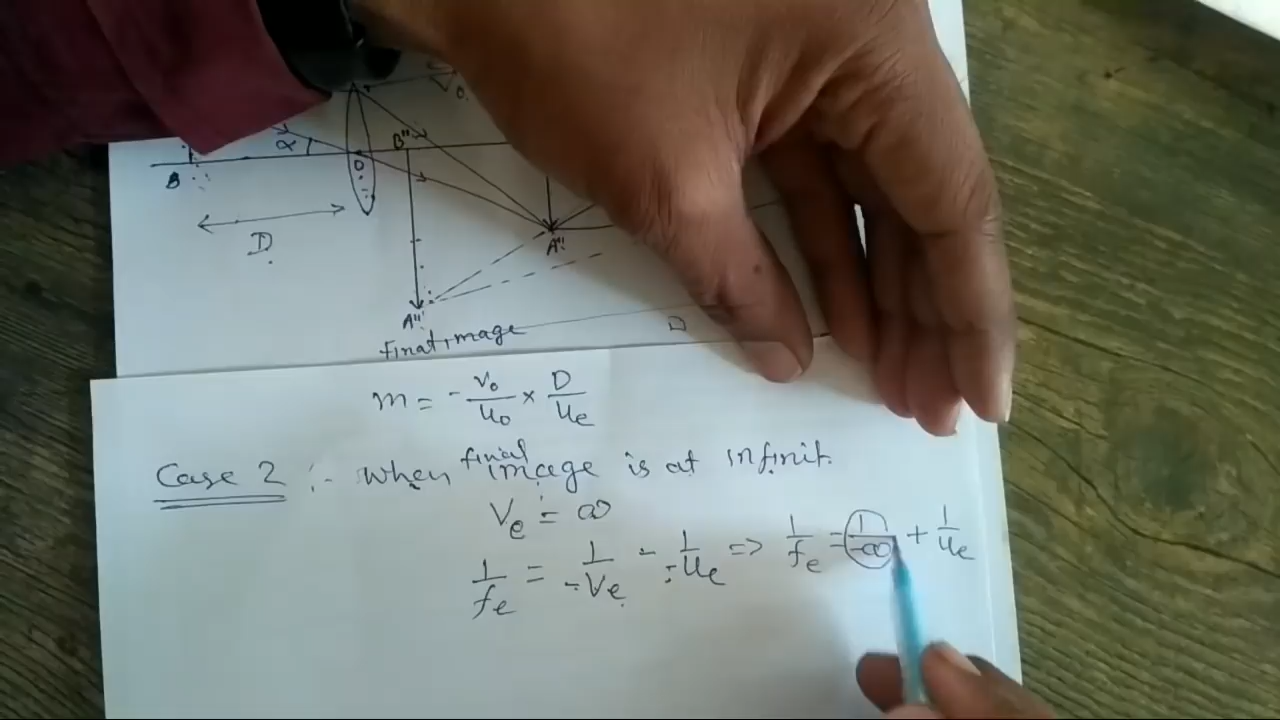 α
B''
B
O
D
A''
A'''
Final image
D
m = - v₀/u₀ × D/uₑ
Case 2 :- when final image is at infinit.
Vₑ = ∞
1/fₑ = 1/-Vₑ - 1/-uₑ => 1/fₑ = 1/-∞ + 1/uₑ